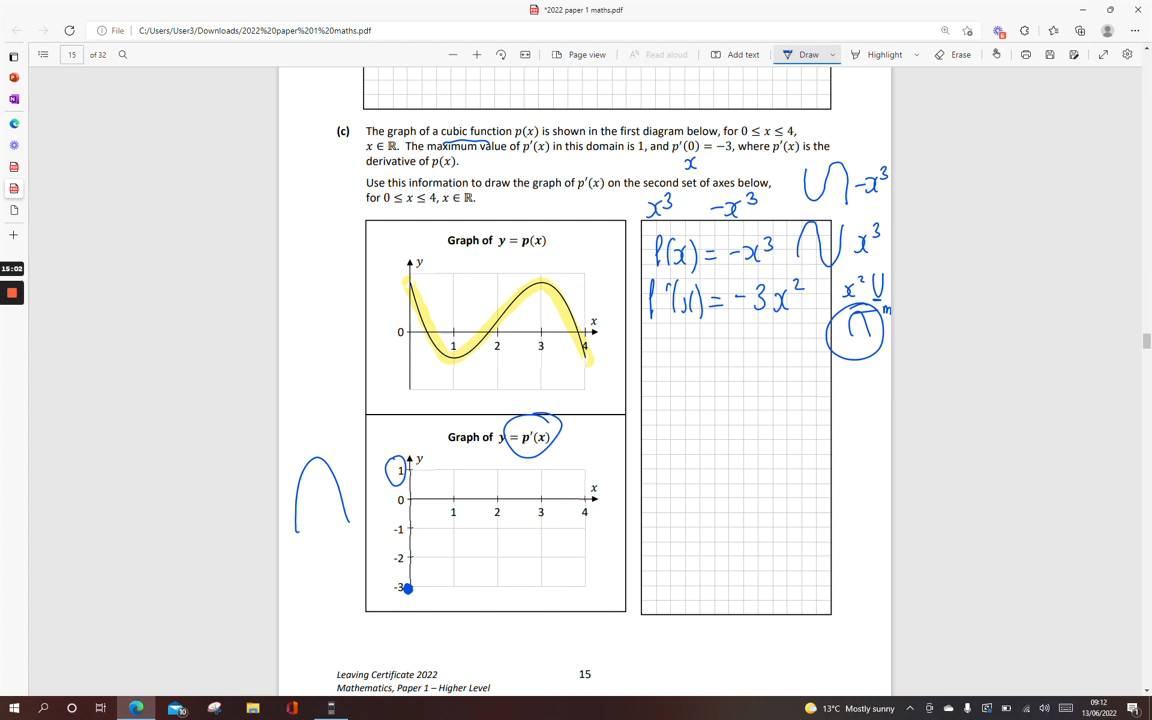 *2022 paper 1 maths.pdf
File C:/Users/User3/Downloads/2022%20paper%201%20maths.pdf
15 of 32
Page view
Read aloud
Add text
Draw
Highlight
Erase
(c) The graph of a cubic function p(x) is shown in the first diagram below, for 0 ≤ x ≤ 4,
x ∈ ℝ. The maximum value of p′(x) in this domain is 1, and p′(0) = −3, where p′(x) is the
derivative of p(x).
x
Use this information to draw the graph of p′(x) on the second set of axes below,
for 0 ≤ x ≤ 4, x ∈ ℝ.
−x³
x³ −x³
Graph of y = p(x)
f(x) = −x³
x³
f′(x) = −3x²
x² U
m
y
x
0
1 2 3 4
Graph of y = p′(x)
y
x
1
0
1 2 3 4
-1
-2
-3
Leaving Certificate 2022
15
Mathematics, Paper 1 – Higher Level
15:02
10
13°C Mostly sunny
09:12
13/06/2022